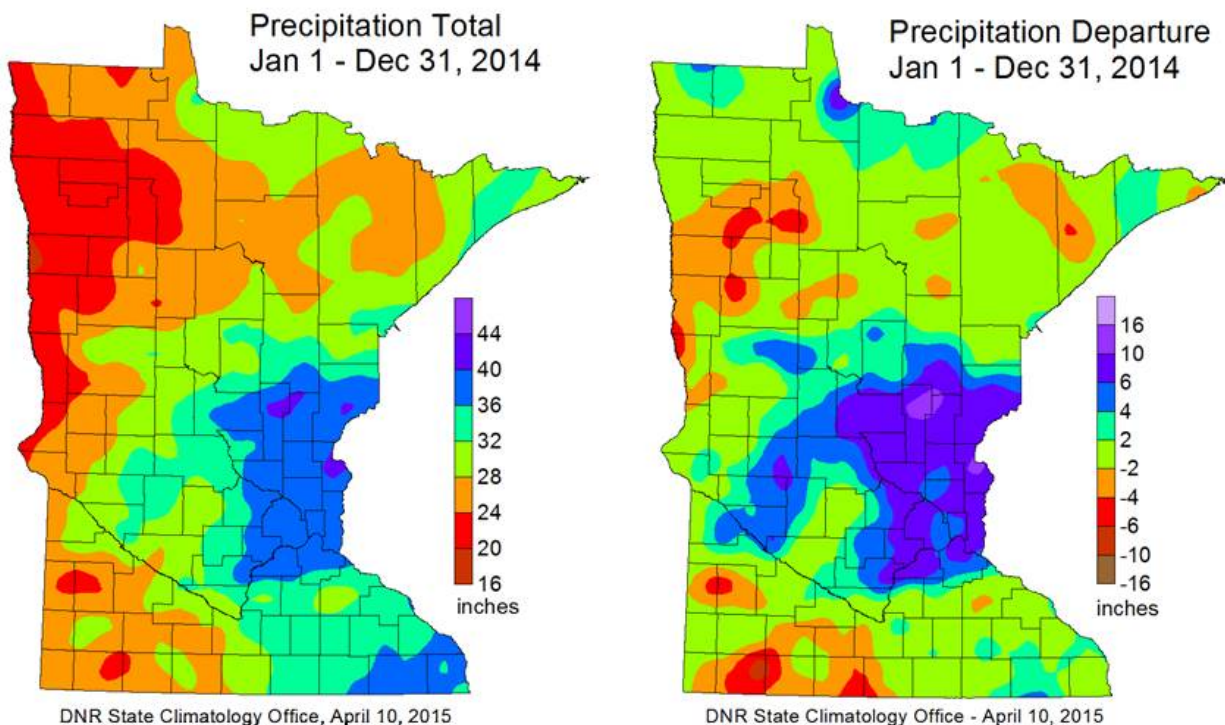 Precipitation Total
Jan 1 - Dec 31, 2014
44
40
36
32
28
24
20
16
inches
DNR State Climatology Office, April 10, 2015
Precipitation Departure
Jan 1 - Dec 31, 2014
16
10
6
4
2
-2
-4
-6
-10
-16
inches
DNR State Climatology Office - April 10, 2015